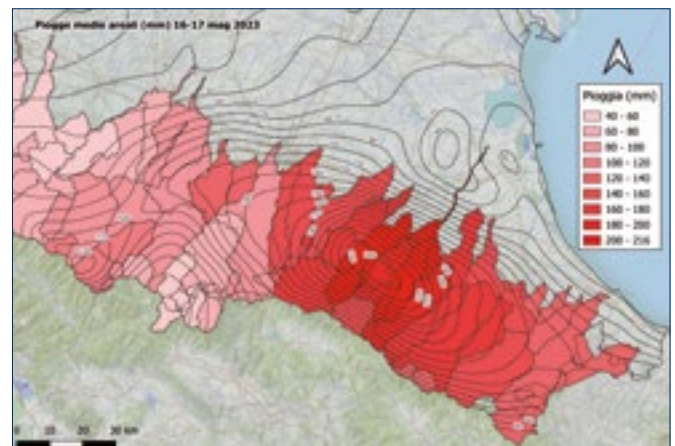 Piogge medie areali (mm) 16-17 mag 2023
Pioggia (mm)
40 - 60
60 - 80
80 - 100
100 - 120
120 - 140
140 - 160
160 - 180
180 - 200
200 - 216
0 10 20 30 km